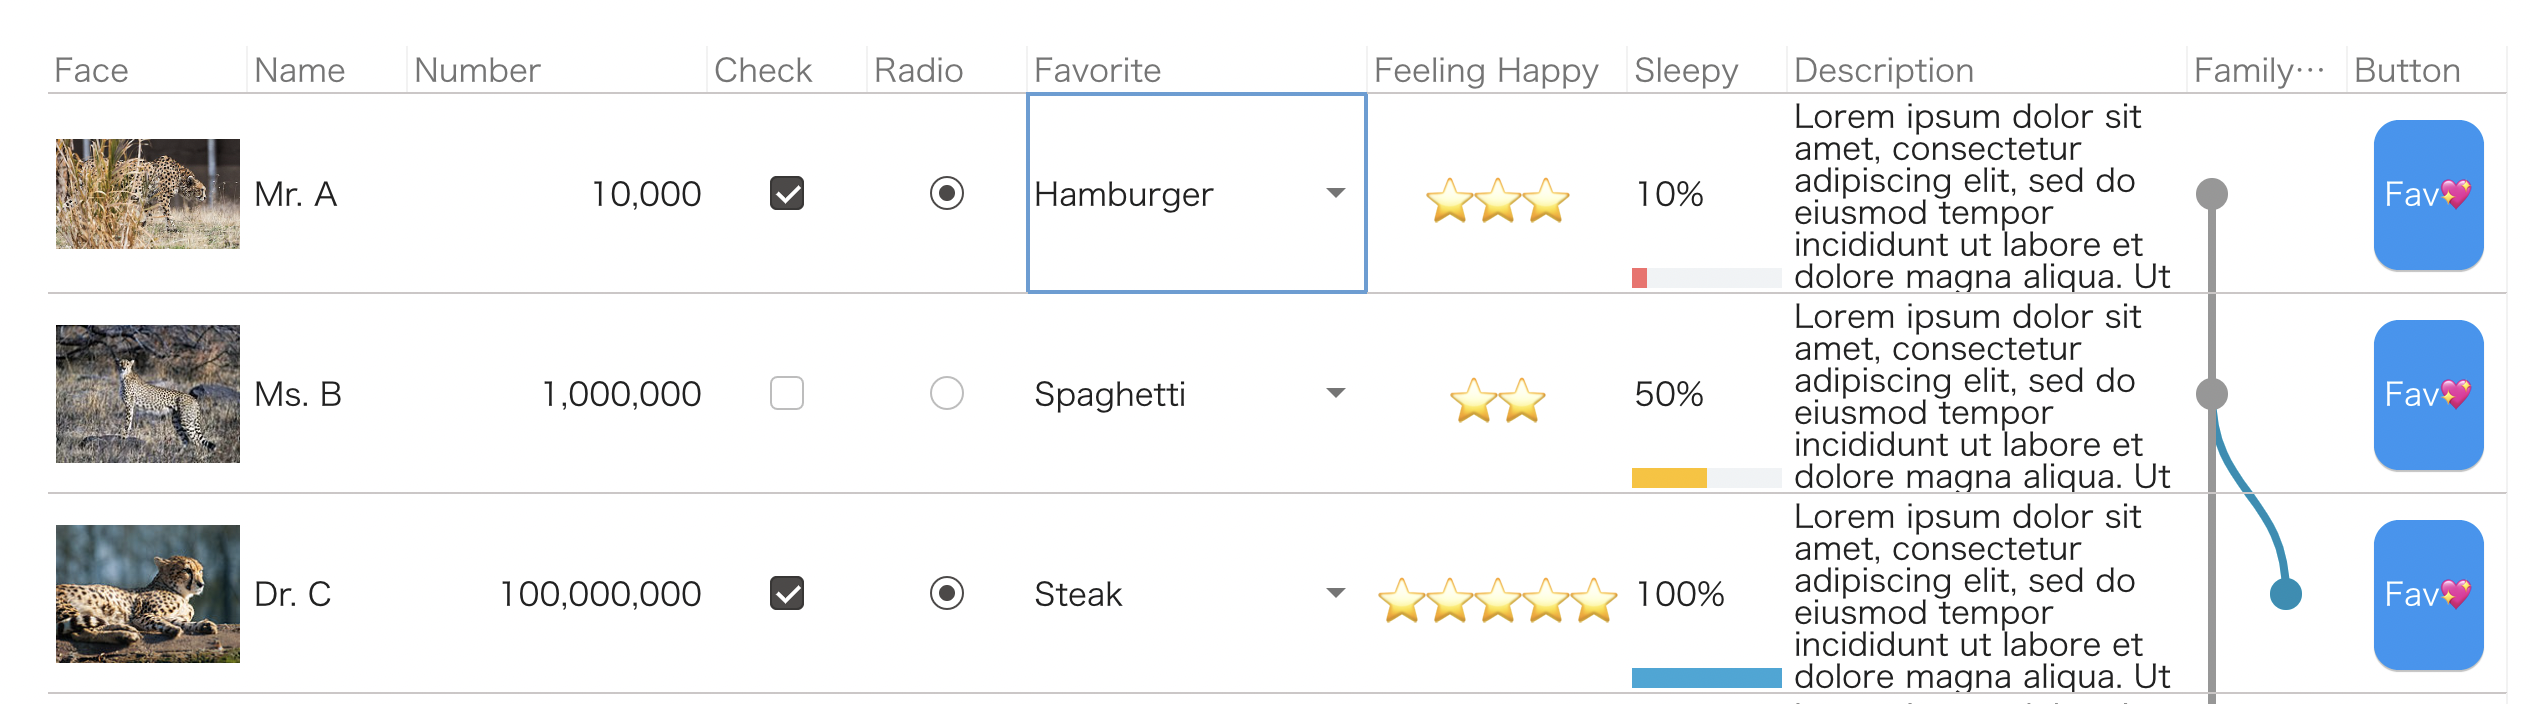 Face Name Number Check Radio Favorite Feeling Happy Sleepy Description Family… Button
Mr. A 10,000 Hamburger ⭐⭐⭐ 10% Fav💖
Lorem ipsum dolor sit
amet, consectetur
adipiscing elit, sed do
eiusmod tempor
incididunt ut labore et
dolore magna aliqua. Ut
Ms. B 1,000,000 Spaghetti ⭐⭐ 50% Fav💖
Lorem ipsum dolor sit
amet, consectetur
adipiscing elit, sed do
eiusmod tempor
incididunt ut labore et
dolore magna aliqua. Ut
Dr. C 100,000,000 Steak ⭐⭐⭐⭐⭐ 100% Fav💖
Lorem ipsum dolor sit
amet, consectetur
adipiscing elit, sed do
eiusmod tempor
incididunt ut labore et
dolore magna aliqua. Ut